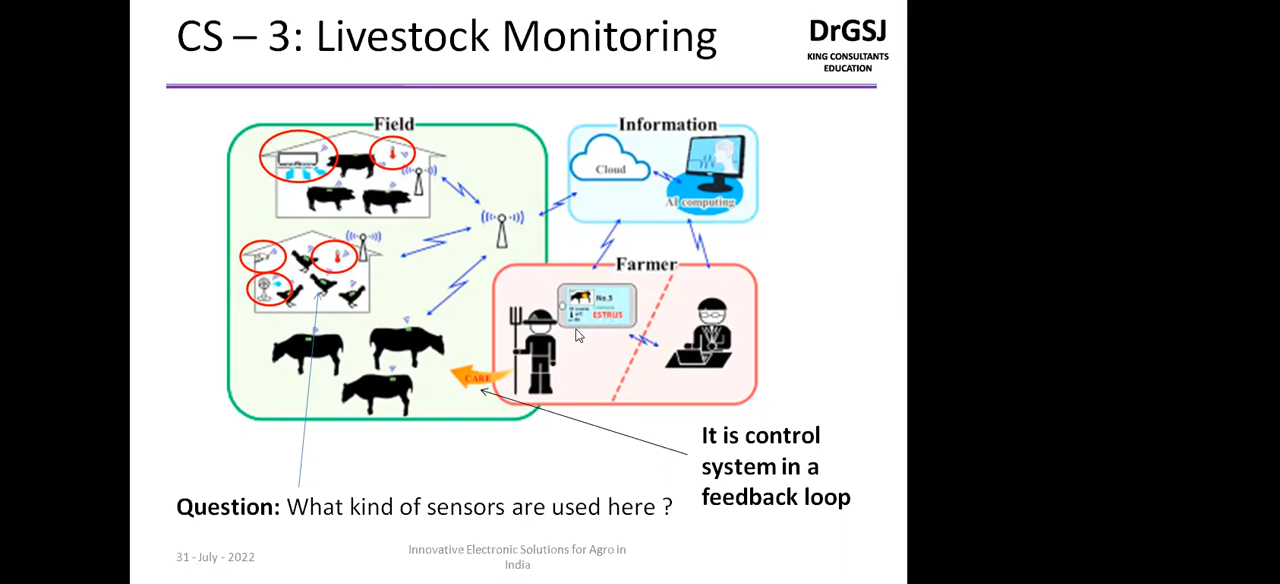 CS – 3: Livestock Monitoring
DrGSJ
KING CONSULTANTS
EDUCATION
Field
Information
Cloud
AI computing
Farmer
No.3
ESTRUS
CARE
It is control
system in a
feedback loop
Question: What kind of sensors are used here ?
31 - July - 2022
Innovative Electronic Solutions for Agro in
India